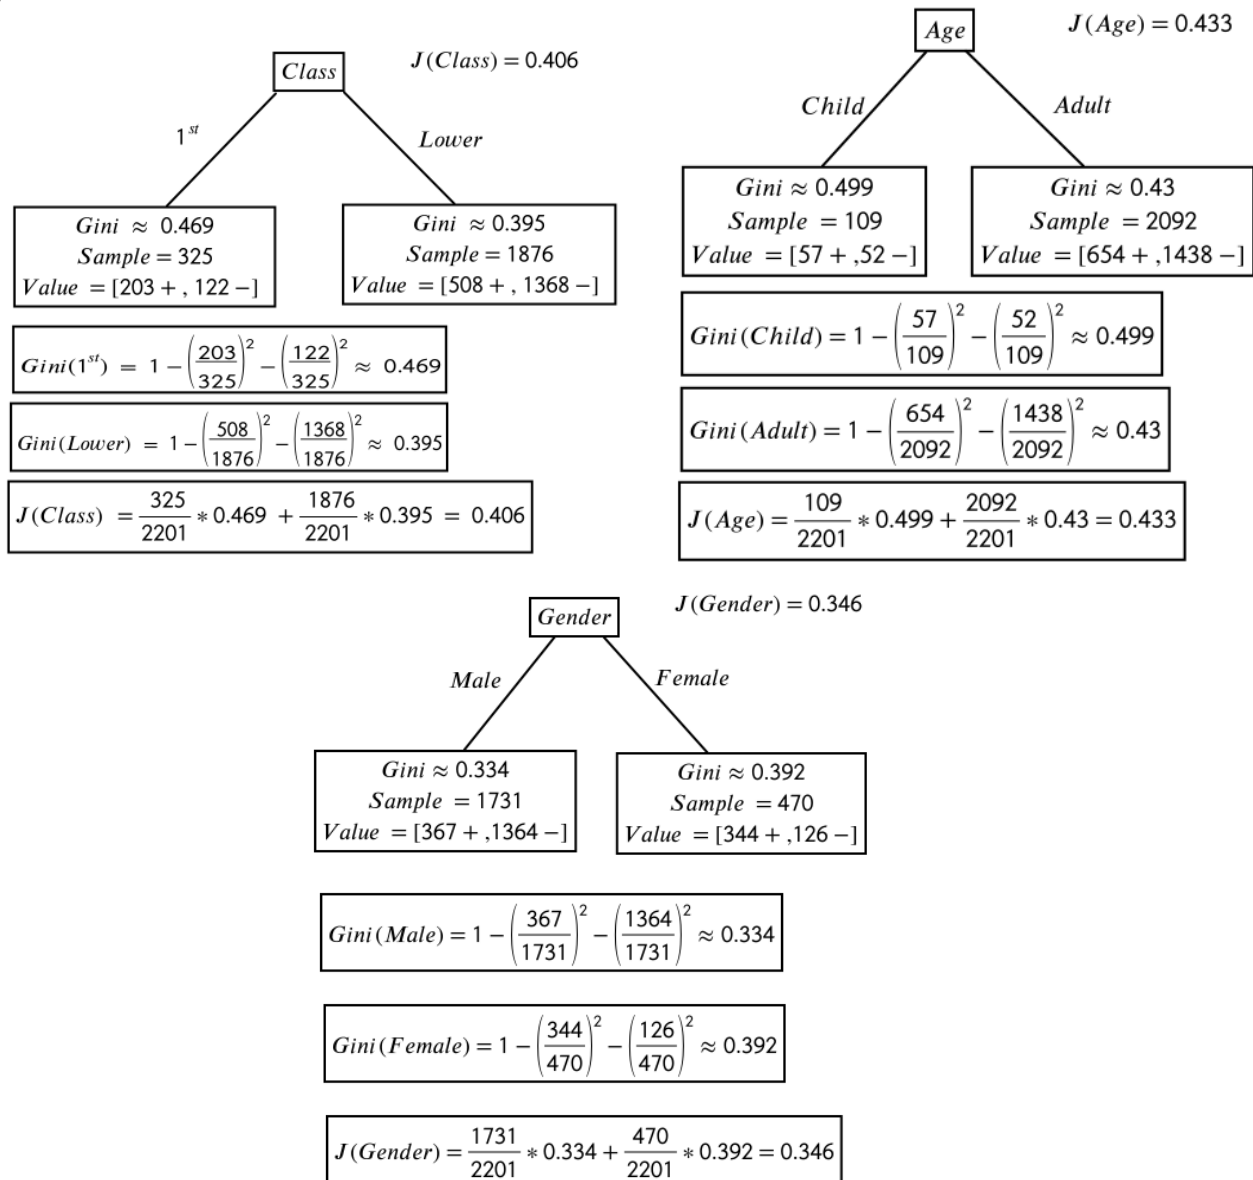 Class
J(Class) = 0.406
1ˢᵗ
Lower
Gini ≈ 0.469
Sample = 325
Value = [203 + , 122 −]
Gini ≈ 0.395
Sample = 1876
Value = [508 + , 1368 −]
Gini(1ˢᵗ) = 1 − (203/325)² − (122/325)² ≈ 0.469
Gini(Lower) = 1 − (508/1876)² − (1368/1876)² ≈ 0.395
J(Class) = 325/2201 * 0.469 + 1876/2201 * 0.395 = 0.406
Age
J(Age) = 0.433
Child
Adult
Gini ≈ 0.499
Sample = 109
Value = [57 + ,52 −]
Gini ≈ 0.43
Sample = 2092
Value = [654 + ,1438 −]
Gini(Child) = 1 − (57/109)² − (52/109)² ≈ 0.499
Gini(Adult) = 1 − (654/2092)² − (1438/2092)² ≈ 0.43
J(Age) = 109/2201 * 0.499 + 2092/2201 * 0.43 = 0.433
Gender
J(Gender) = 0.346
Male
Female
Gini ≈ 0.334
Sample = 1731
Value = [367 + ,1364 −]
Gini ≈ 0.392
Sample = 470
Value = [344 + ,126 −]
Gini(Male) = 1 − (367/1731)² − (1364/1731)² ≈ 0.334
Gini(Female) = 1 − (344/470)² − (126/470)² ≈ 0.392
J(Gender) = 1731/2201 * 0.334 + 470/2201 * 0.392 = 0.346